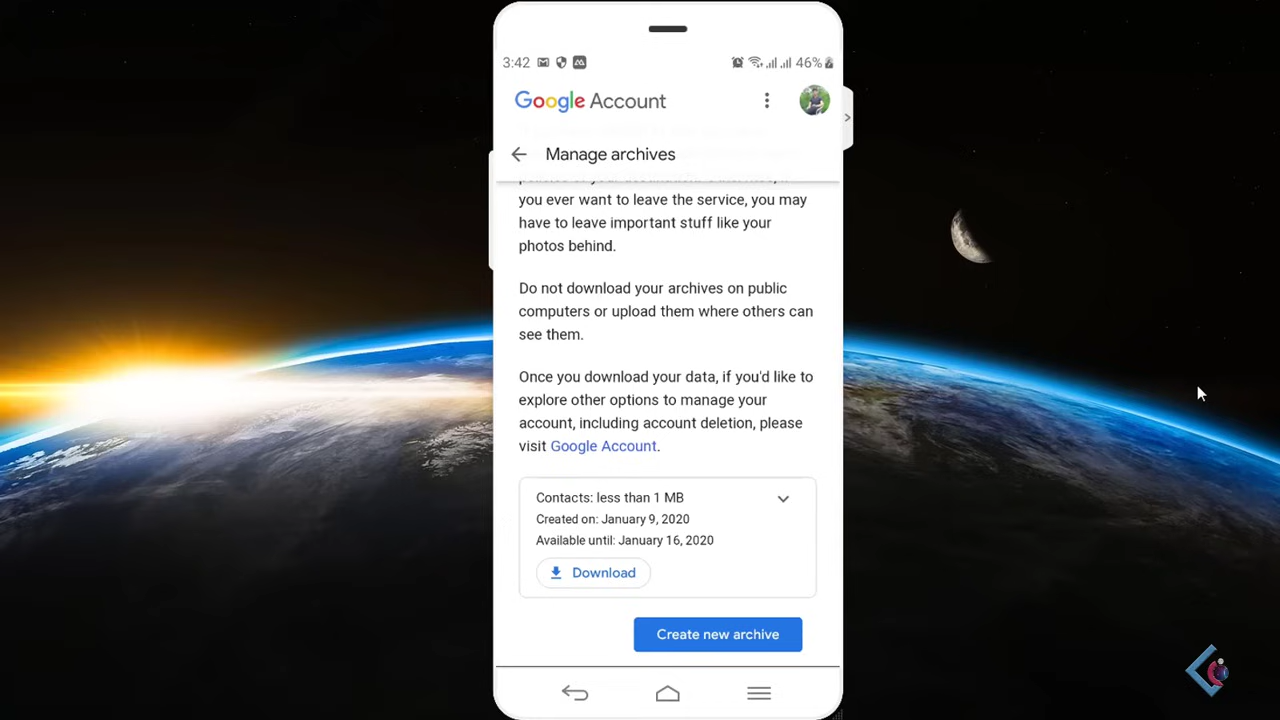 3:42
46%
Google Account
Manage archives
you ever want to leave the service, you may
have to leave important stuff like your
photos behind.
Do not download your archives on public
computers or upload them where others can
see them.
Once you download your data, if you'd like to
explore other options to manage your
account, including account deletion, please
visit Google Account.
Contacts: less than 1 MB
Created on: January 9, 2020
Available until: January 16, 2020
Download
Create new archive